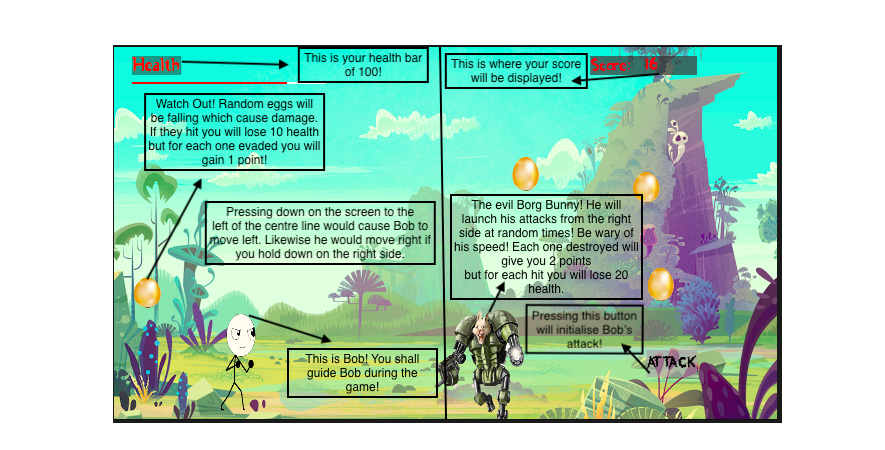 Health
This is your health bar
of 100!
This is where your score
will be displayed!
Score: 16
Watch Out! Random eggs will
be falling which cause damage.
If they hit you will lose 10 health
but for each one evaded you will
gain 1 point!
Pressing down on the screen to the
left of the centre line would cause Bob to
move left. Likewise he would move right if
you hold down on the right side.
The evil Borg Bunny! He will
launch his attacks from the right
side at random times! Be wary of
his speed! Each one destroyed will
give you 2 points
but for each hit you will lose 20
health.
Pressing this button
will initialise Bob's
attack!
This is Bob! You shall
guide Bob during the
game!
ATTACK